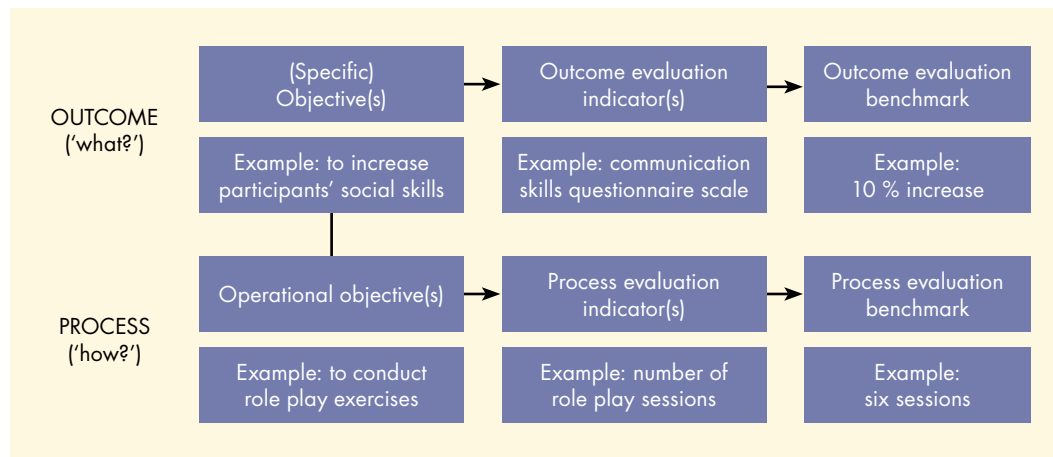 OUTCOME
(‘what?’)
(Specific)
Objective(s)
Outcome evaluation
indicator(s)
Outcome evaluation
benchmark
Example: to increase
participants’ social skills
Example: communication
skills questionnaire scale
Example:
10 % increase
PROCESS
(‘how?’)
Operational objective(s)
Process evaluation
indicator(s)
Process evaluation
benchmark
Example: to conduct
role play exercises
Example: number of
role play sessions
Example:
six sessions